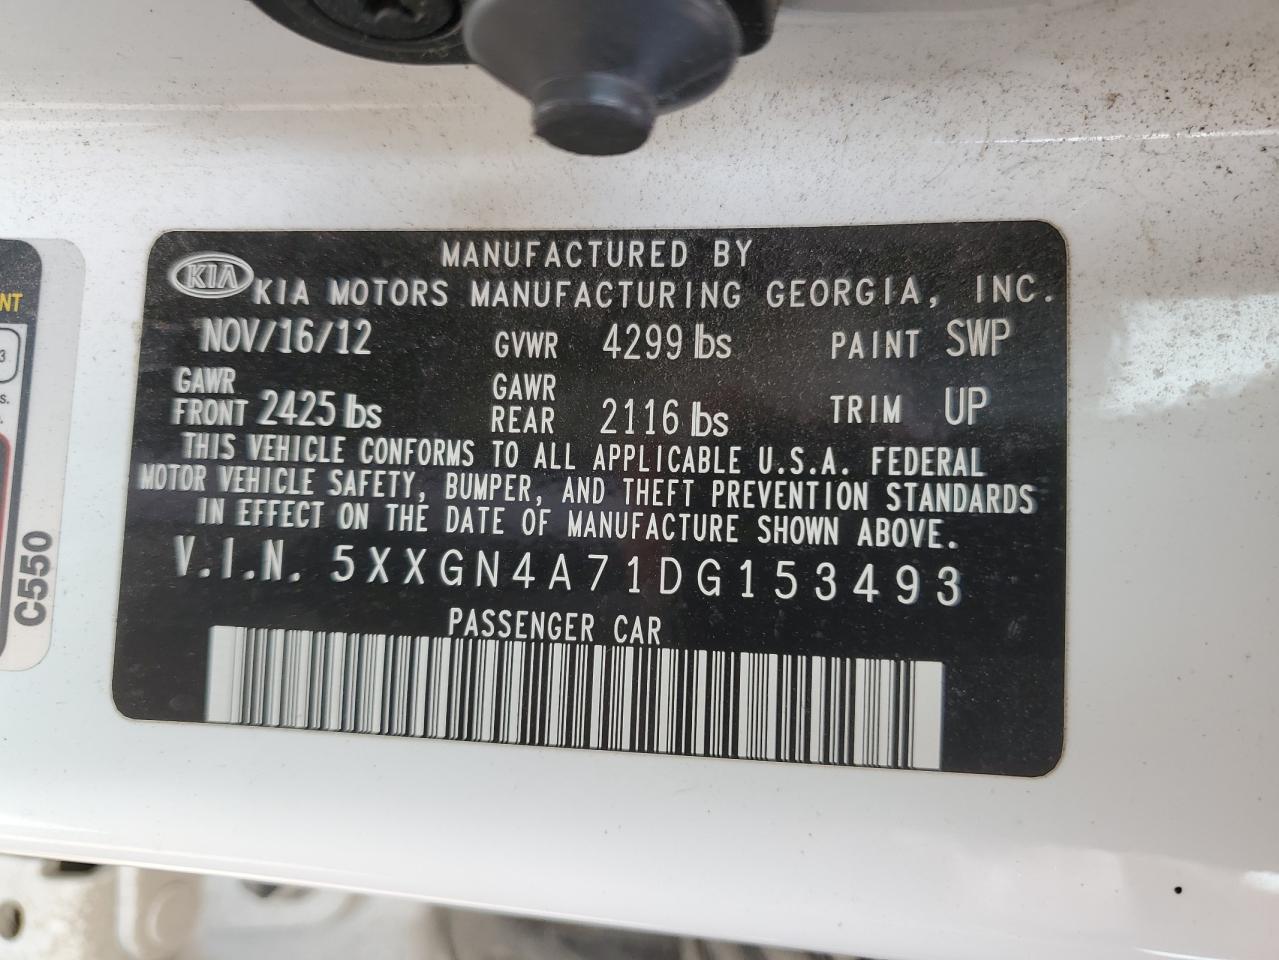 MANUFACTURED BY
KIA
KIA MOTORS MANUFACTURING GEORGIA, INC.
NOV/16/12 GVWR 4299 lbs PAINT SWP
GAWR FRONT 2425 lbs GAWR REAR 2116 lbs TRIM UP
THIS VEHICLE CONFORMS TO ALL APPLICABLE U.S.A. FEDERAL
MOTOR VEHICLE SAFETY, BUMPER, AND THEFT PREVENTION STANDARDS
IN EFFECT ON THE DATE OF MANUFACTURE SHOWN ABOVE.
V.I.N. 5XXGN4A71DG153493
PASSENGER CAR
NT
3
s.
C550